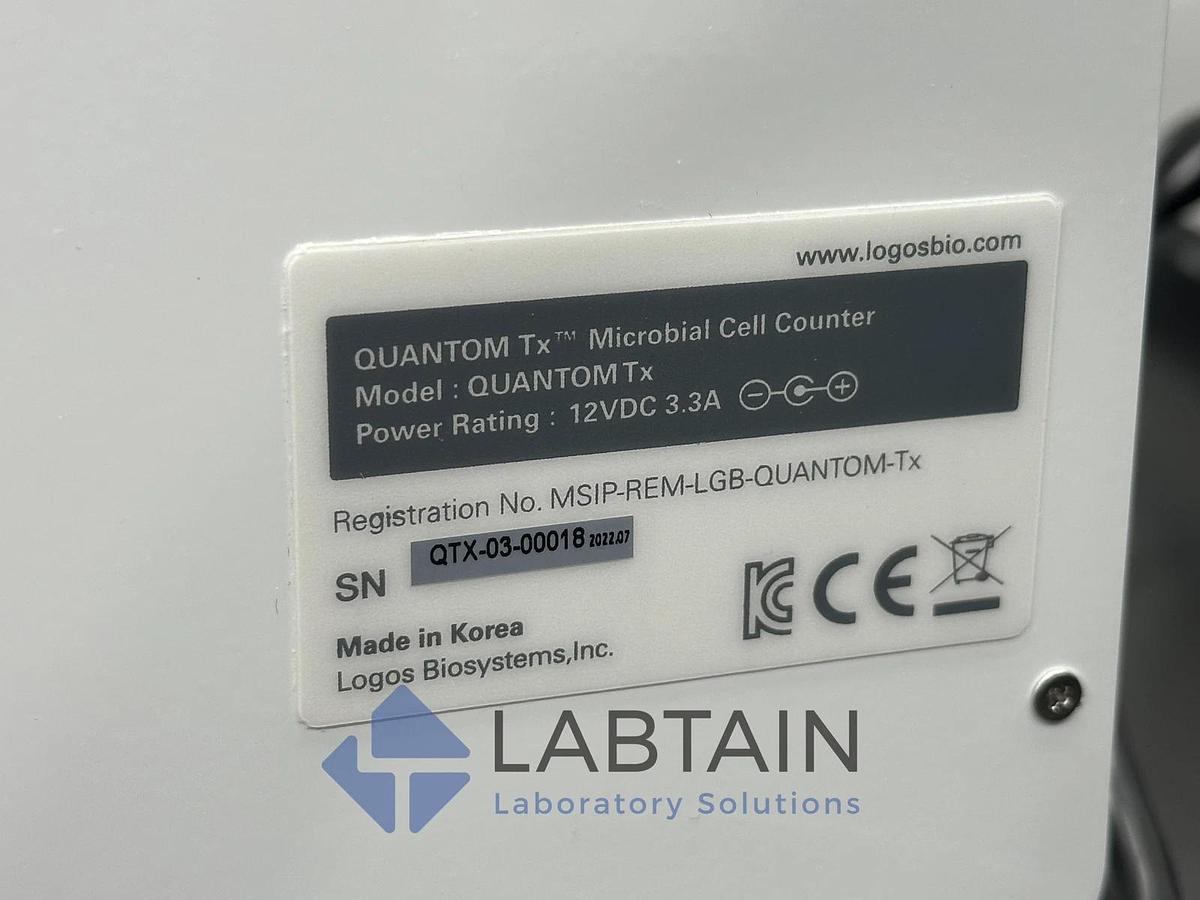 www.logosbio.com
QUANTOM Tx™ Microbial Cell Counter
Model : QUANTOM Tx
Power Rating : 12VDC 3.3A
Registration No. MSIP-REM-LGB-QUANTOM-Tx
SN QTX-03-00018 2022.07
Made in Korea
Logos Biosystems,Inc.
CE
LABTAIN
Laboratory Solutions